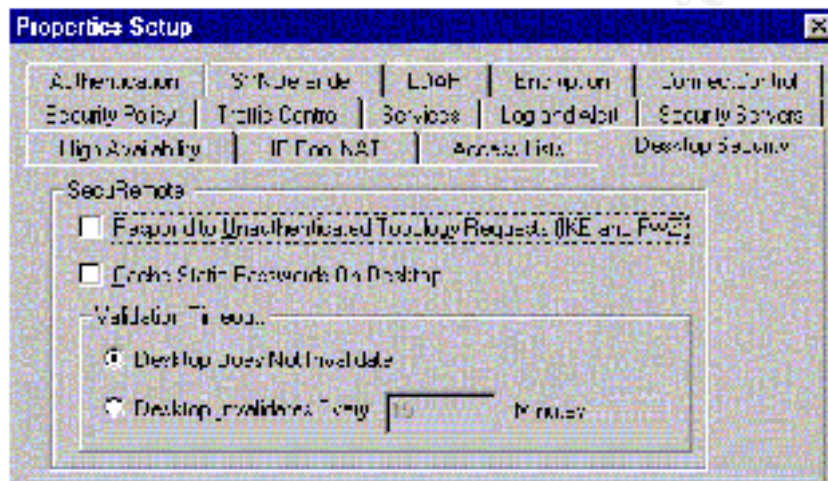 Properties Setup
Authentication SYNDefender LDAP Encryption ConnectControl
Security Policy Traffic Control Services Log and Alert Security Servers
High Availability IP Pool NAT Access Lists Desktop Security
SecuRemote
Respond to Unauthenticated Topology Requests (IKE and FWZ)
Cache Static Passwords On Desktop
Validation Timeout
Desktop Does Not Invalidate
Desktop Invalidates Every Minutes